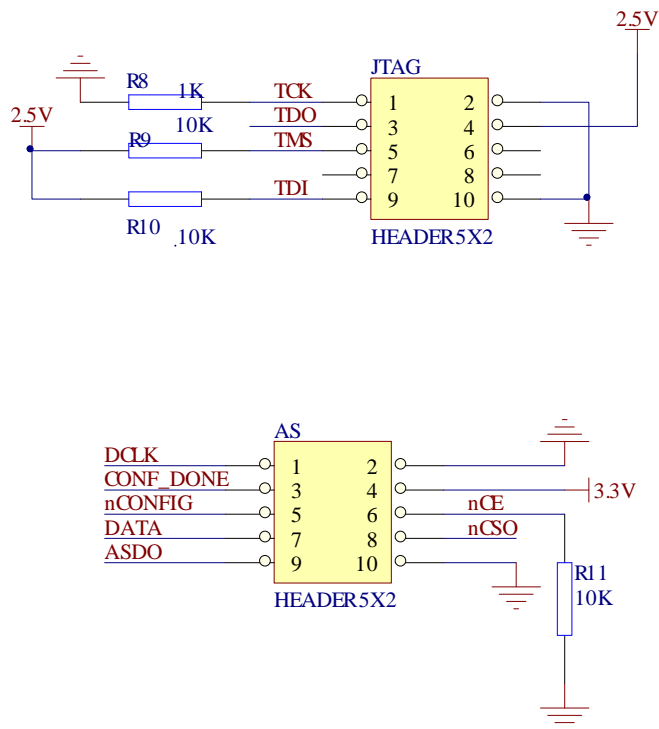 2.5V
JTAG
R8 1K TCK 1 2
2.5V 10K TDO 3 4
R9 TMS 5 6
7 8
TDI 9 10
R10 .10K HEADER5X2
AS
DCLK 1 2
CONF_DONE 3 4 3.3V
nCONFIG 5 6 nCE
DATA 7 8 nCSO
ASDO 9 10
R11
HEADER5X2 10K